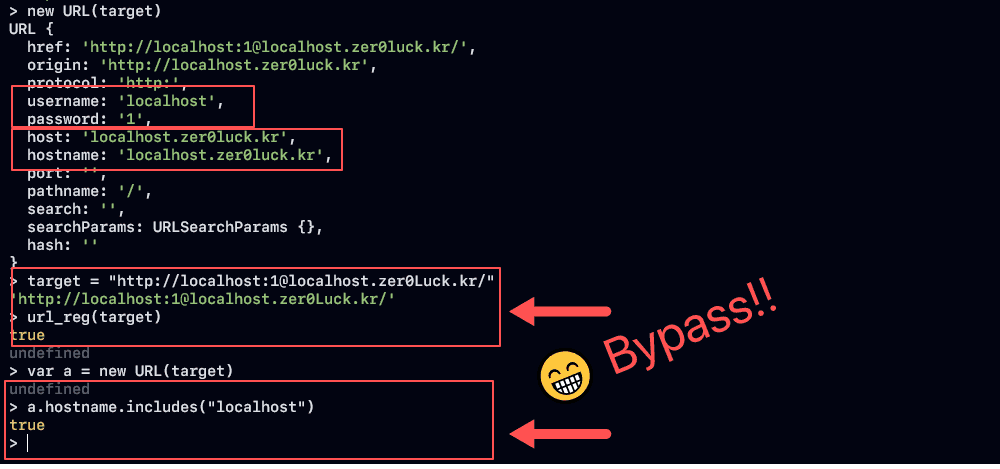 > new URL(target)
URL {
href: 'http://localhost:1@localhost.zer0luck.kr/',
origin: 'http://localhost.zer0luck.kr',
protocol: 'http:',
username: 'localhost',
password: '1',
host: 'localhost.zer0luck.kr',
hostname: 'localhost.zer0luck.kr',
port: '',
pathname: '/',
search: '',
searchParams: URLSearchParams {},
hash: ''
}
> target = "http://localhost:1@localhost.zer0Luck.kr/"
'http://localhost:1@localhost.zer0Luck.kr/'
> url_reg(target)
true
undefined
> var a = new URL(target)
undefined
> a.hostname.includes("localhost")
true
>
Bypass!!